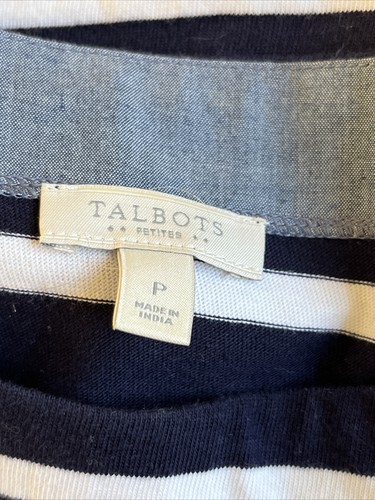 TALBOTS
PETITES
P
MADE IN
INDIA